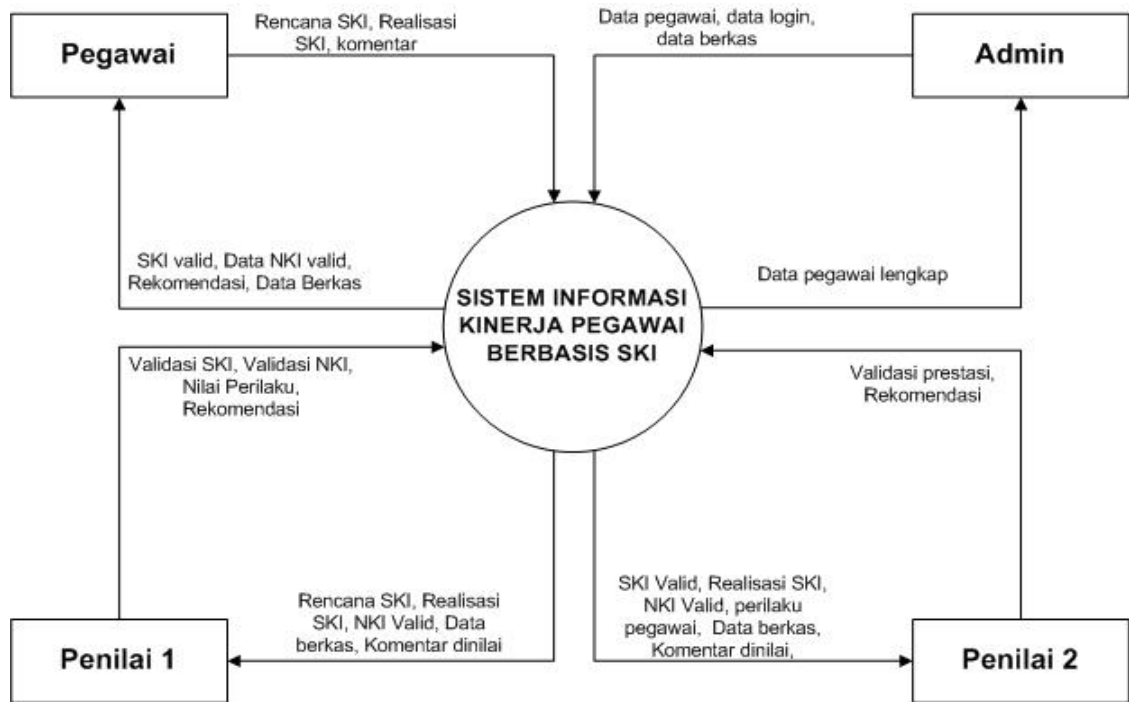 Rencana SKI, Realisasi
SKI, komentar
Data pegawai, data login,
data berkas
Pegawai
Admin
SKI valid, Data NKI valid,
Rekomendasi, Data Berkas
Data pegawai lengkap
SISTEM INFORMASI
KINERJA PEGAWAI
BERBASIS SKI
Validasi SKI, Validasi NKI,
Nilai Perilaku,
Rekomendasi
Validasi prestasi,
Rekomendasi
Rencana SKI, Realisasi
SKI, NKI Valid, Data
berkas, Komentar dinilai
SKI Valid, Realisasi SKI,
NKI Valid, perilaku
pegawai, Data berkas,
Komentar dinilai,
Penilai 1
Penilai 2